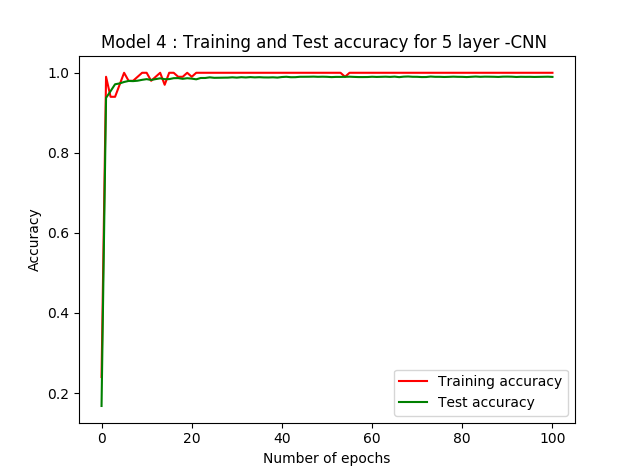 Model 4 : Training and Test accuracy for 5 layer -CNN
1.0
0.8
0.6
0.4
0.2
Accuracy
Training accuracy
Test accuracy
0 20 40 60 80 100
Number of epochs